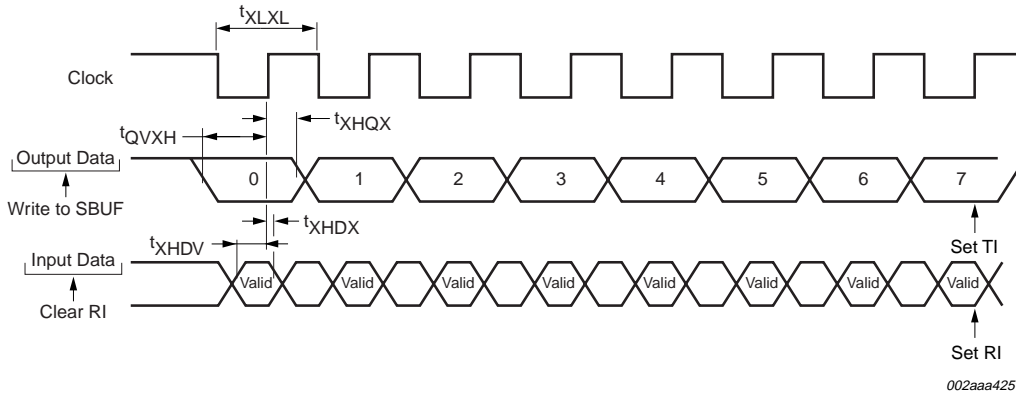 tXLXL
Clock
tXHQX
tQVXH
Output Data
0 1 2 3 4 5 6 7
Write to SBUF
tXHDX
Set TI
tXHDV
Input Data
Valid Valid Valid Valid Valid Valid Valid Valid
Clear RI
Set RI
002aaa425